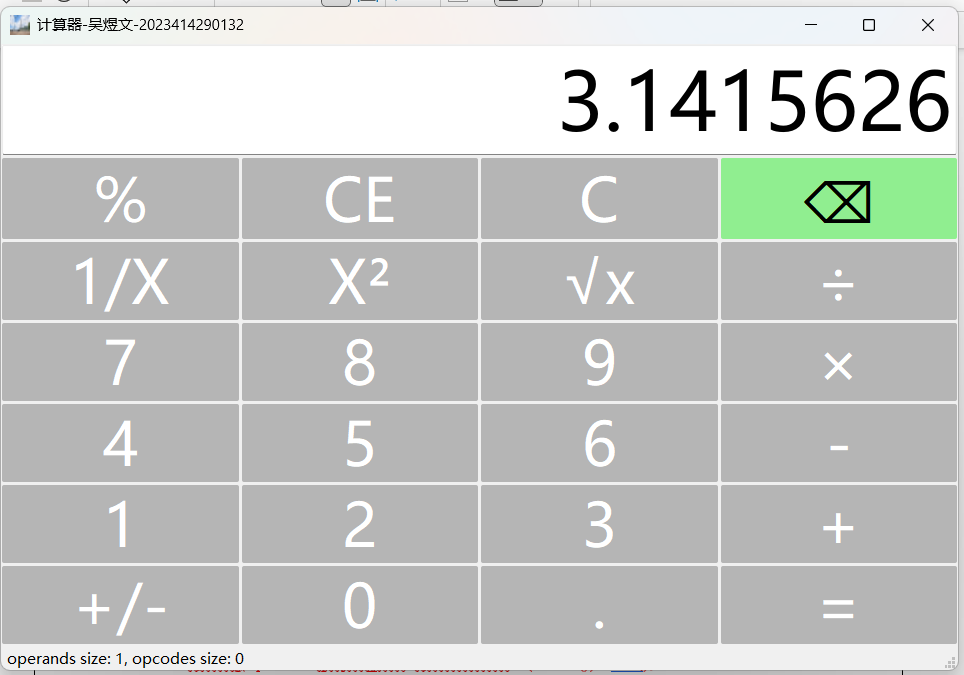 计算器-吴煜文-2023414290132
3.1415626
% CE C ⌫
1/X X² √x ÷
7 8 9 ×
4 5 6 -
1 2 3 +
+/- 0 . =
operands size: 1, opcodes size: 0